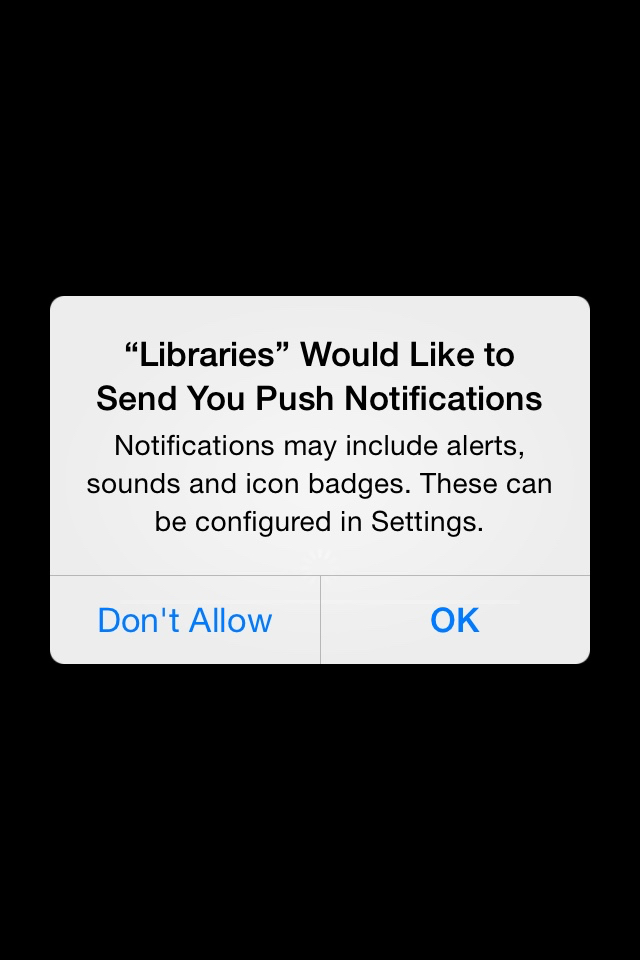 “Libraries” Would Like to
Send You Push Notifications
Notifications may include alerts,
sounds and icon badges. These can
be configured in Settings.
Don't Allow
OK